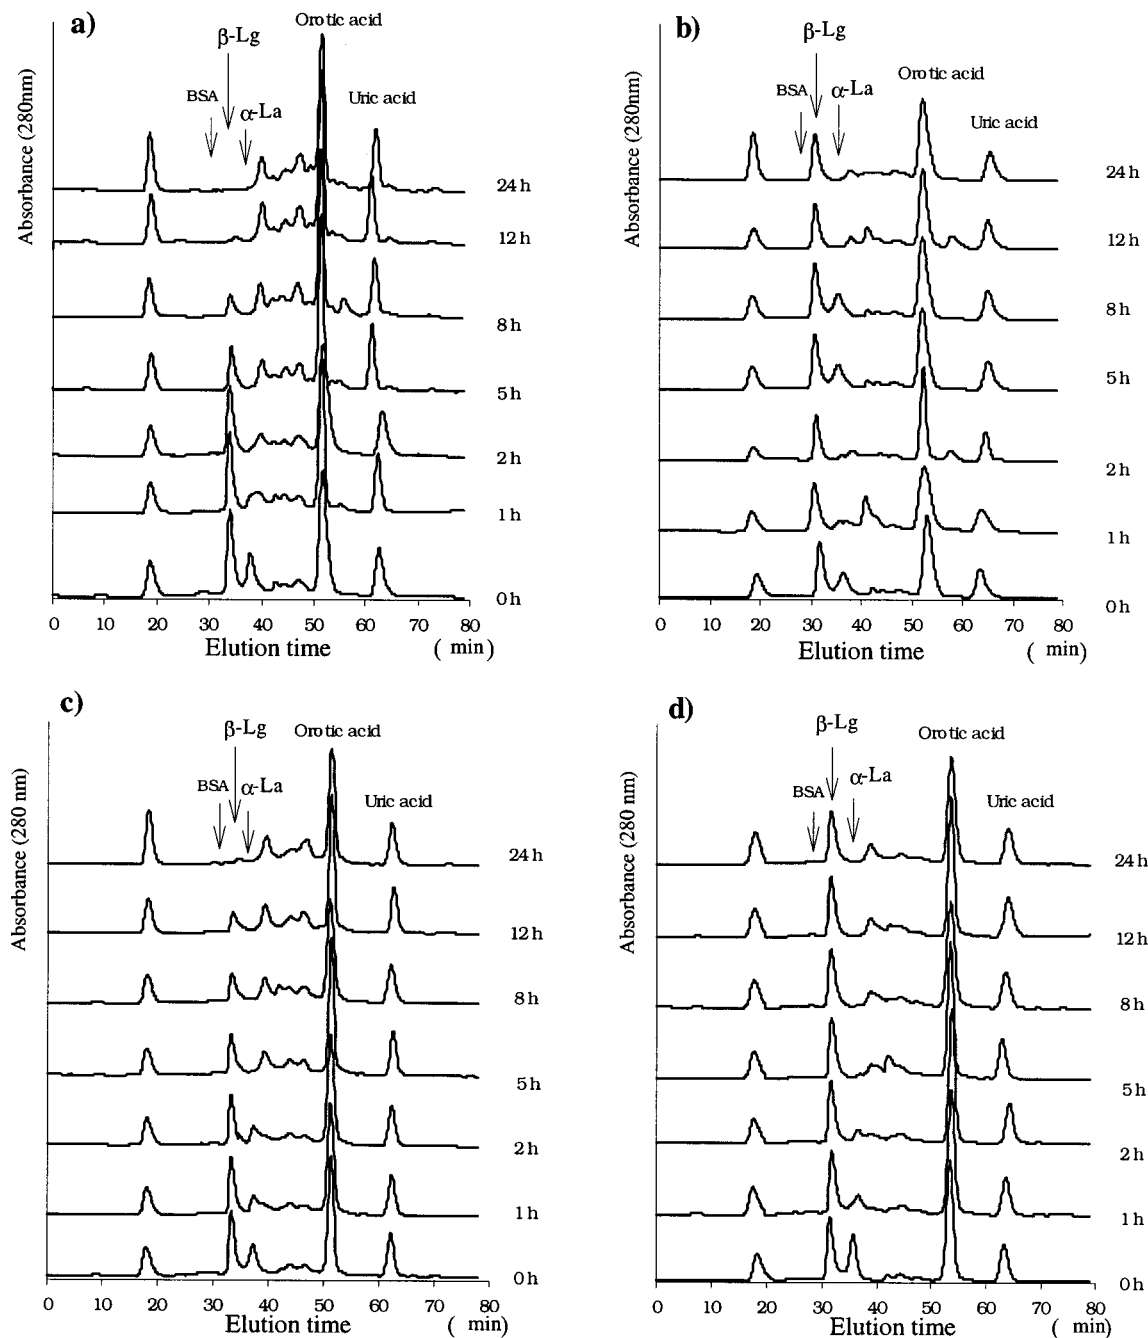 a)
Orotic acid
β-Lg
BSA
α-La
Uric acid
Absorbance (280nm)
24 h
12 h
8 h
5 h
2 h
1 h
0 h
0 10 20 30 40 50 60 70 80
Elution time ( min)
b)
β-Lg
BSA
α-La
Orotic acid
Uric acid
Absorbance (280nm)
24 h
12 h
8 h
5 h
2 h
1 h
0 h
0 10 20 30 40 50 60 70 80
Elution time ( min)
c)
β-Lg
Orotic acid
BSA
α-La
Uric acid
Absorbance (280 nm)
24 h
12 h
8 h
5 h
2 h
1 h
0 h
0 10 20 30 40 50 60 70 80
Elution time ( min)
d)
β-Lg
Orotic acid
BSA
α-La
Uric acid
Absorbance (280 nm)
24 h
12 h
8 h
5 h
2 h
1 h
0 h
0 10 20 30 40 50 60 70 80
Elution time ( min)